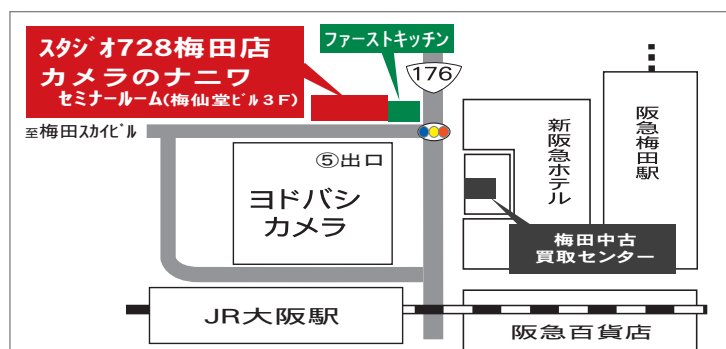 スタジオ728梅田店
カメラのナニワ
セミナールーム(梅仙堂ビル3F)
ファーストキッチン
176
至梅田スカイビル
⑤出口
ヨドバシ
カメラ
新阪急ホテル
阪急梅田駅
梅田中古
買取センター
JR大阪駅
阪急百貨店